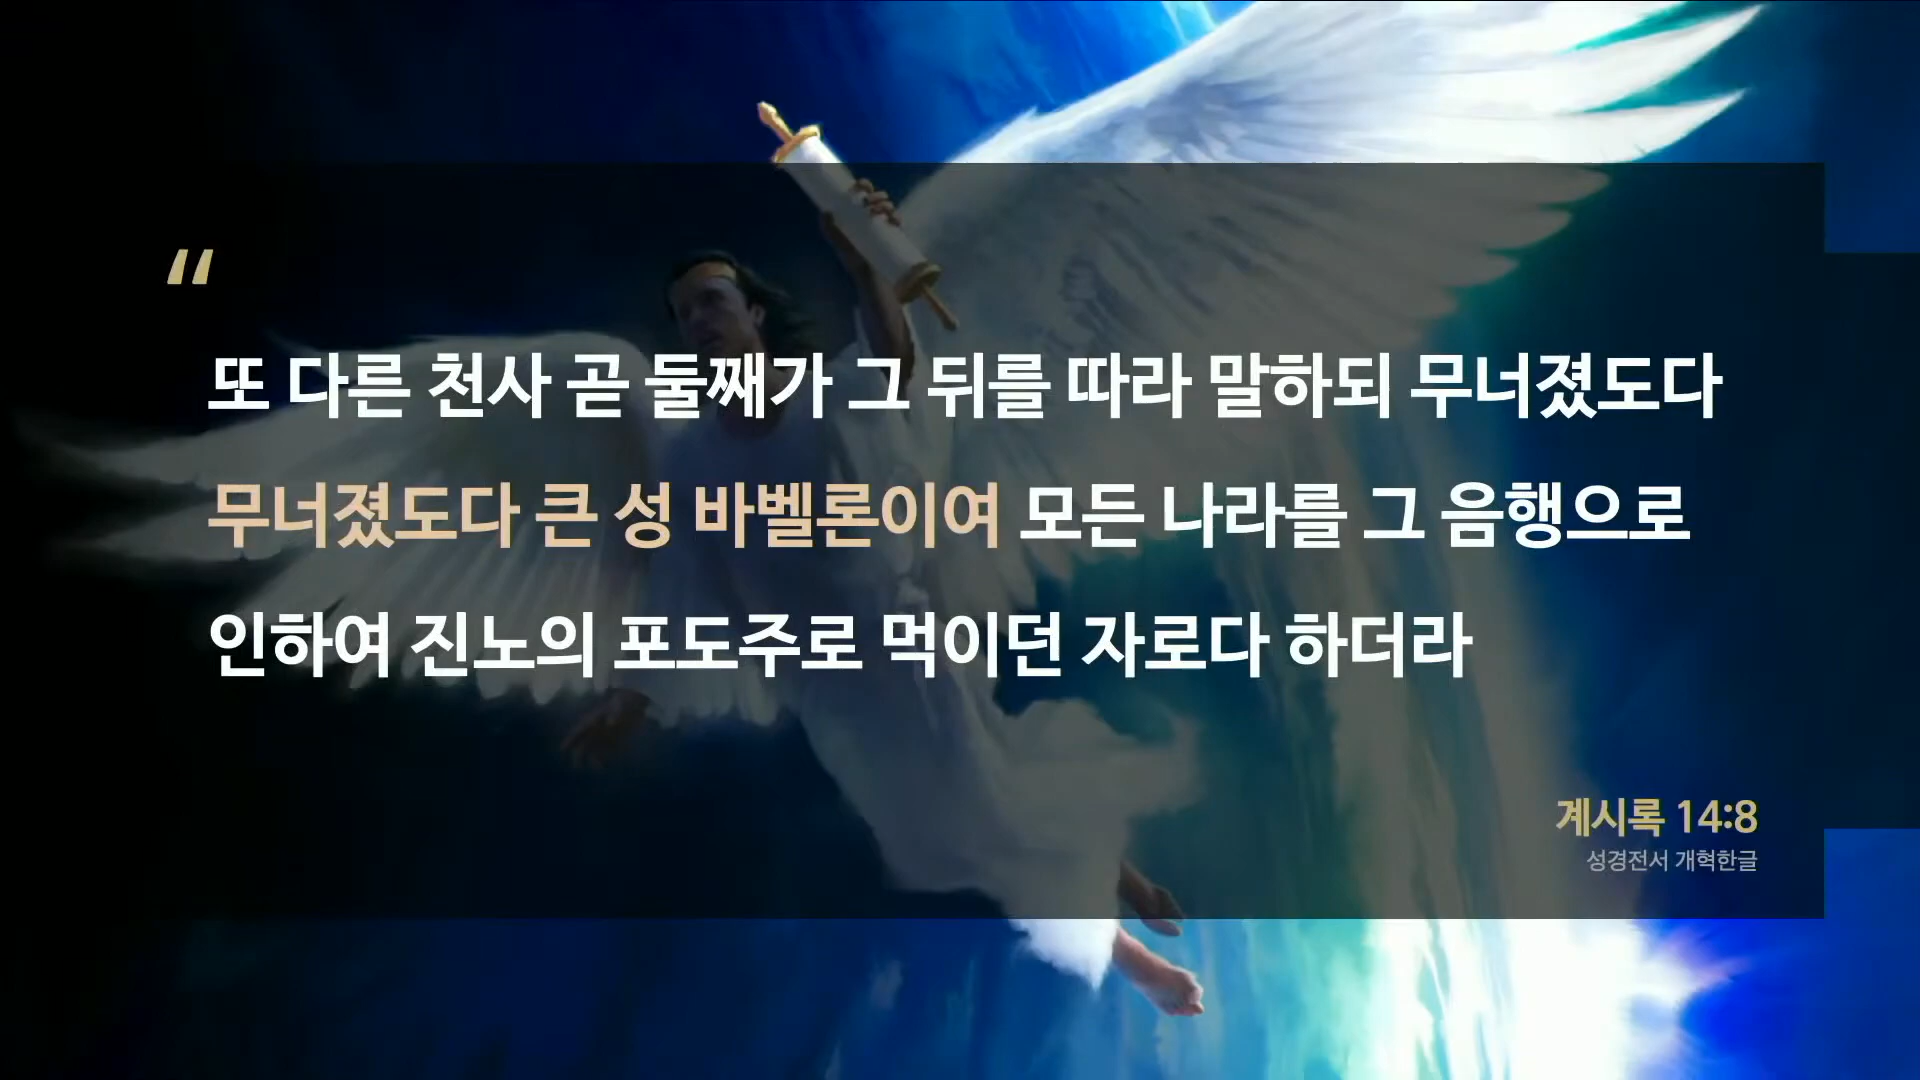 “
또 다른 천사 곧 둘째가 그 뒤를 따라 말하되 무너졌도다
무너졌도다 큰 성 바벨론이여 모든 나라를 그 음행으로
인하여 진노의 포도주로 먹이던 자로다 하더라
계시록 14:8
성경전서 개혁한글